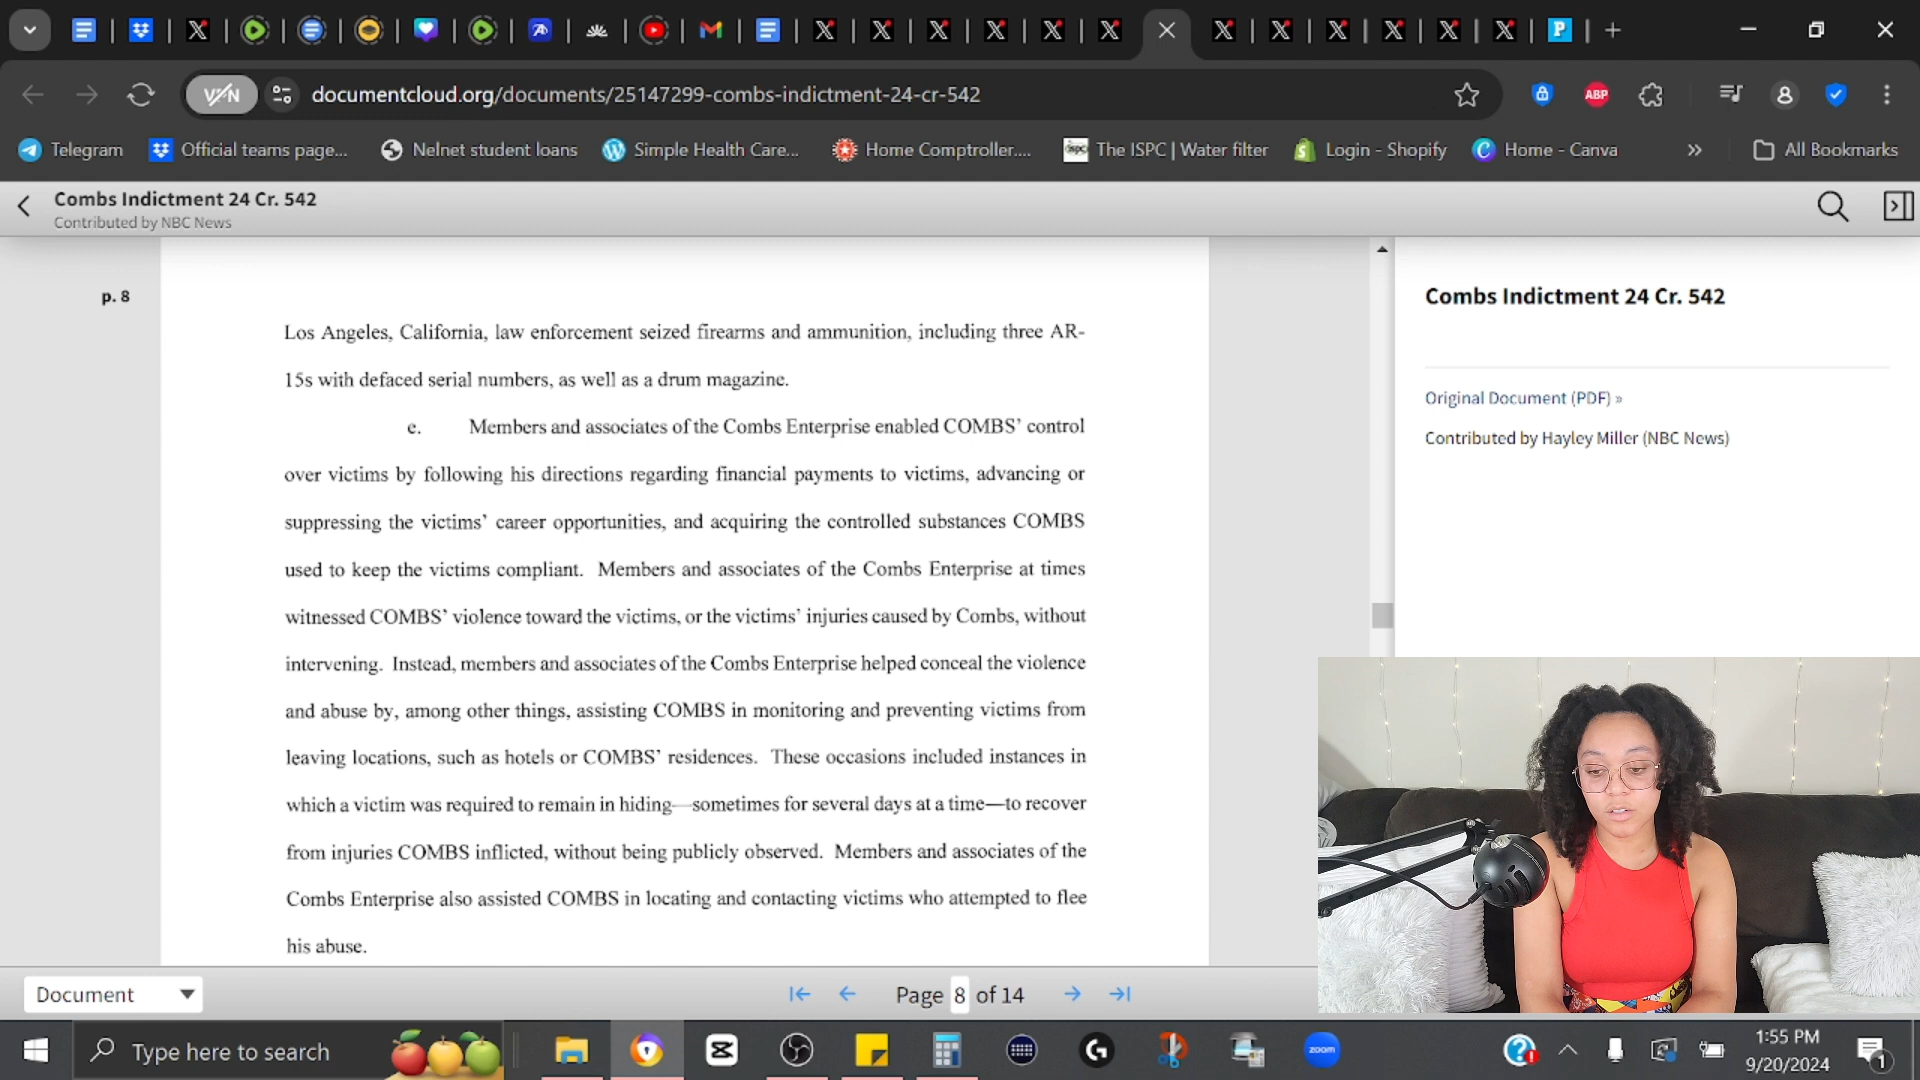 VPN
documentcloud.org/documents/25147299-combs-indictment-24-cr-542
ABP
Telegram
Official teams page...
Nelnet student loans
Simple Health Care...
Home Comptroller....
ispc
The ISPC | Water filter
Login - Shopify
Home - Canva
All Bookmarks
Combs Indictment 24 Cr. 542
Contributed by NBC News
p. 8
Los Angeles, California, law enforcement seized firearms and ammunition, including three AR-
15s with defaced serial numbers, as well as a drum magazine.
e. Members and associates of the Combs Enterprise enabled COMBS' control
over victims by following his directions regarding financial payments to victims, advancing or
suppressing the victims' career opportunities, and acquiring the controlled substances COMBS
used to keep the victims compliant. Members and associates of the Combs Enterprise at times
witnessed COMBS' violence toward the victims, or the victims' injuries caused by Combs, without
intervening. Instead, members and associates of the Combs Enterprise helped conceal the violence
and abuse by, among other things, assisting COMBS in monitoring and preventing victims from
leaving locations, such as hotels or COMBS' residences. These occasions included instances in
which a victim was required to remain in hiding—sometimes for several days at a time—to recover
from injuries COMBS inflicted, without being publicly observed. Members and associates of the
Combs Enterprise also assisted COMBS in locating and contacting victims who attempted to flee
his abuse.
Combs Indictment 24 Cr. 542
Original Document (PDF) »
Contributed by Hayley Miller (NBC News)
Document
Page 8 of 14
Type here to search
zoom
1:55 PM
9/20/2024
1